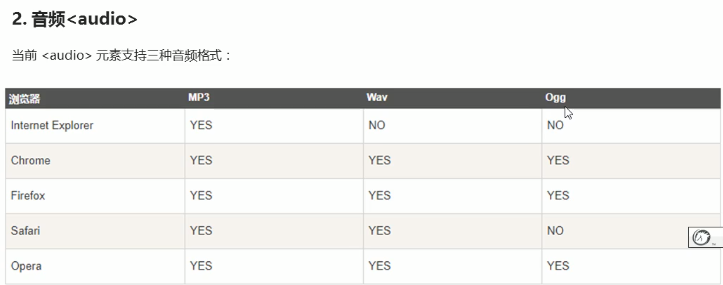 2. 音频<audio>
当前 <audio> 元素支持三种音频格式：
浏览器 MP3 Wav Ogg
Internet Explorer YES NO NO
Chrome YES YES YES
Firefox YES YES YES
Safari YES YES NO
Opera YES YES YES